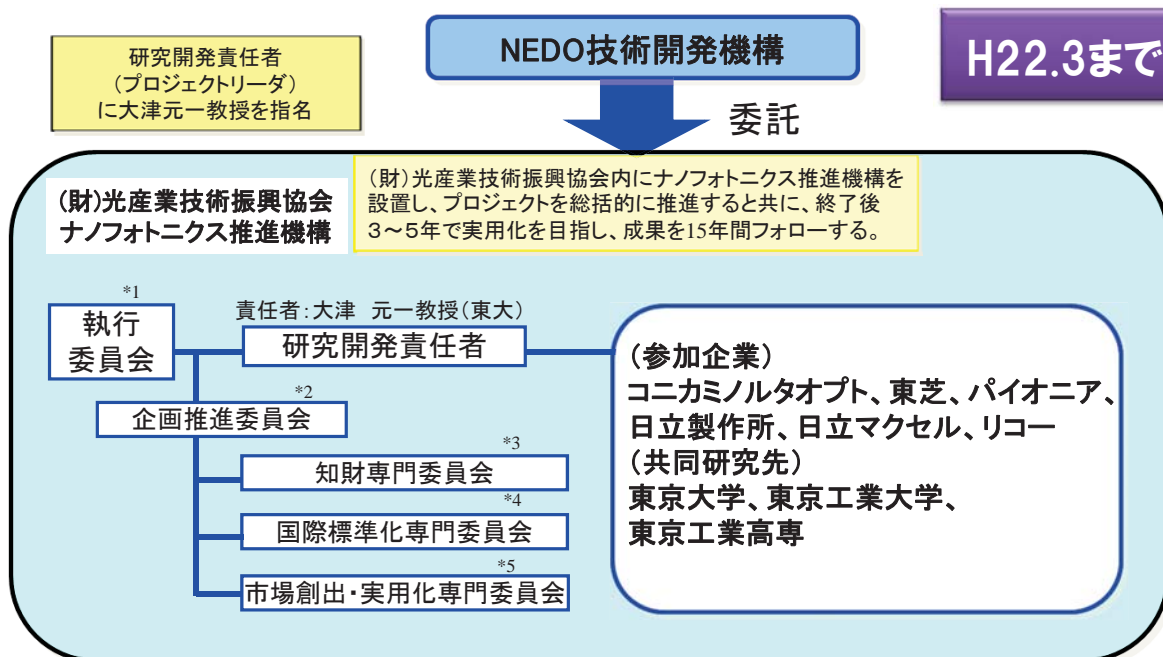 研究開発責任者
(プロジェクトリーダ)
に大津元一教授を指名
NEDO技術開発機構
H22.3まで
委託
(財)光産業技術振興協会
ナノフォトニクス推進機構
(財)光産業技術振興協会内にナノフォトニクス推進機構を
設置し、プロジェクトを総括的に推進すると共に、終了後
3~5年で実用化を目指し、成果を15年間フォローする。
*1
執行
委員会
責任者:大津 元一教授(東大)
研究開発責任者
*2
企画推進委員会
*3
知財専門委員会
*4
国際標準化専門委員会
*5
市場創出・実用化専門委員会
(参加企業)
コニカミノルタオプト、東芝、パイオニア、
日立製作所、日立マクセル、リコー
(共同研究先)
東京大学、東京工業大学、
東京工業高専